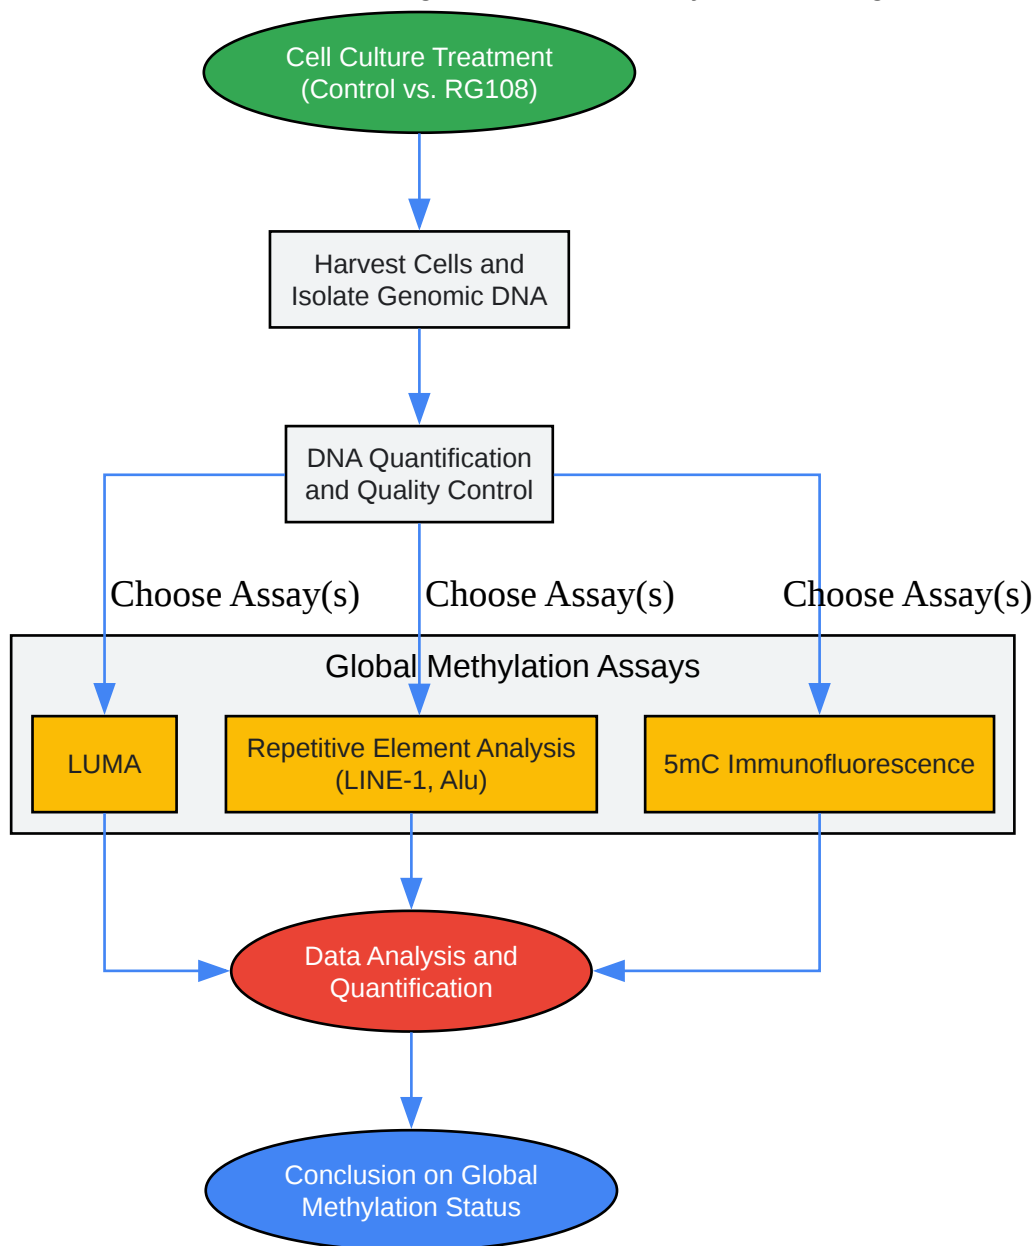 Cell Culture Treatment
(Control vs. RG108)
Harvest Cells and
Isolate Genomic DNA
DNA Quantification
and Quality Control
Choose Assay(s)
Choose Assay(s)
Choose Assay(s)
Global Methylation Assays
LUMA
Repetitive Element Analysis
(LINE-1, Alu)
5mC Immunofluorescence
Data Analysis and
Quantification
Conclusion on Global
Methylation Status